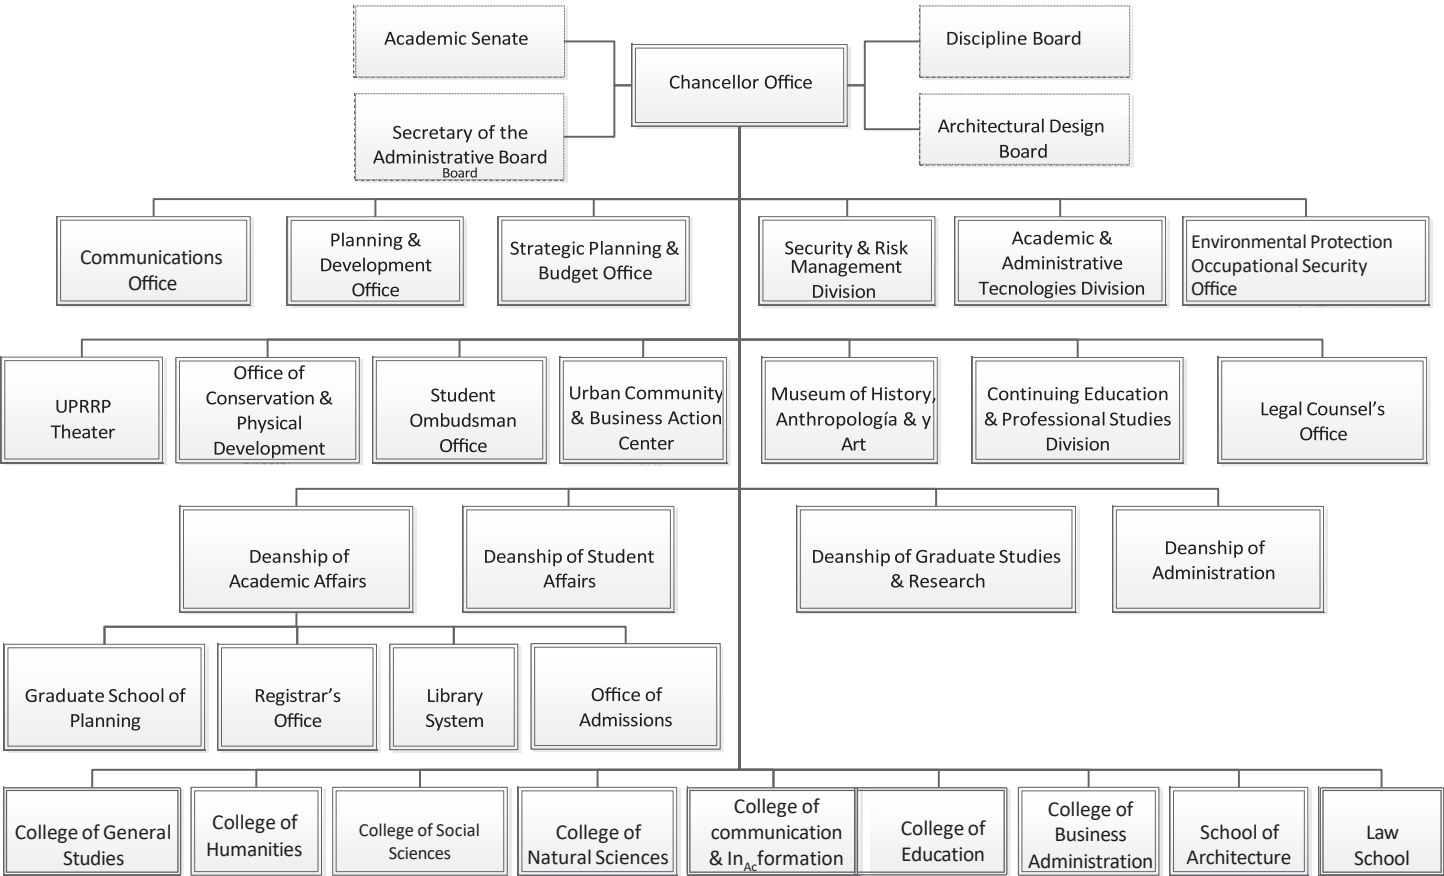 Academic Senate
Discipline Board
Chancellor Office
Secretary of the
Administrative Board
Board
Architectural Design
Board
Communications
Office
Planning &
Development
Office
Strategic Planning &
Budget Office
Security & Risk
Management
Division
Academic &
Administrative
Tecnologies Division
Environmental Protection
Occupational Security
Office
UPRRP
Theater
Office of
Conservation &
Physical
Development
Student
Ombudsman
Office
Urban Community
& Business Action
Center
Museum of History,
Anthropología & y
Art
Continuing Education
& Professional Studies
Division
Legal Counsel’s
Office
Deanship of
Academic Affairs
Deanship of Student
Affairs
Deanship of Graduate Studies
& Research
Deanship of
Administration
Graduate School of
Planning
Registrar’s
Office
Library
System
Office of
Admissions
College of General
Studies
College of
Humanities
College of Social
Sciences
College of
Natural Sciences
College of
communication
& InAcformation
College of
Education
College of
Business
Administration
School of
Architecture
Law
School